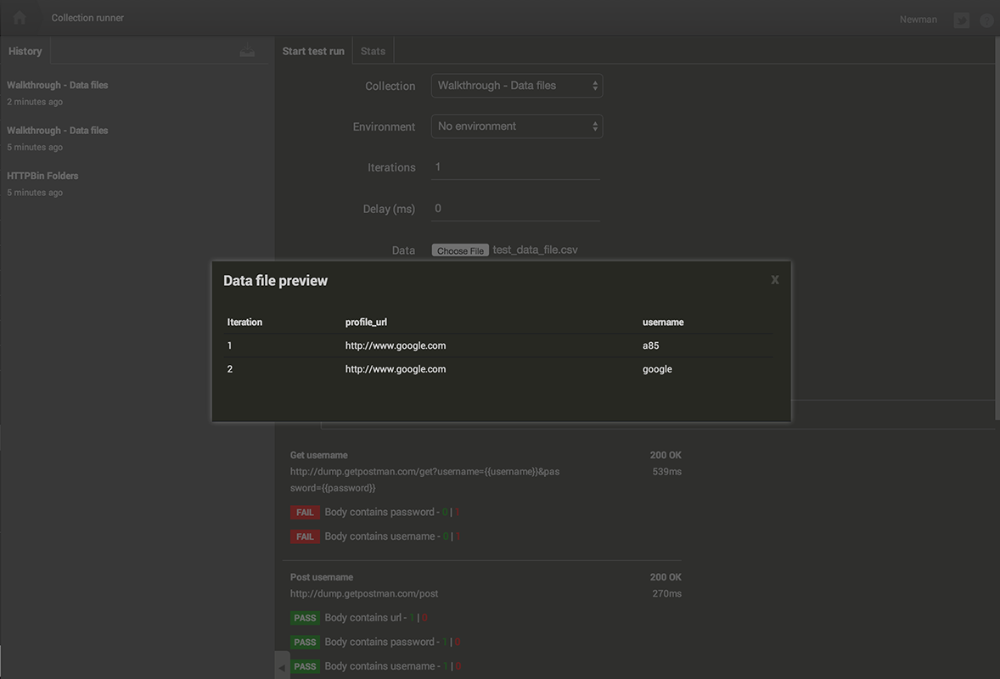 Collection runner
Newman
History
Start test run
Stats
Walkthrough - Data files
2 minutes ago
Walkthrough - Data files
5 minutes ago
HTTPBin Folders
5 minutes ago
Collection Walkthrough - Data files
Environment No environment
Iterations 1
Delay (ms) 0
Data Choose File test_data_file.csv
Data file preview x
Iteration profile_url username
1 http://www.google.com a85
2 http://www.google.com google
Get username 200 OK
http://dump.getpostman.com/get?username={{username}}&pas 539ms
sword={{password}}
FAIL Body contains password - 0 | 1
FAIL Body contains username - 0 | 1
Post username 200 OK
http://dump.getpostman.com/post 270ms
PASS Body contains url - 1 | 0
PASS Body contains password - 1 | 0
PASS Body contains username - 1 | 0